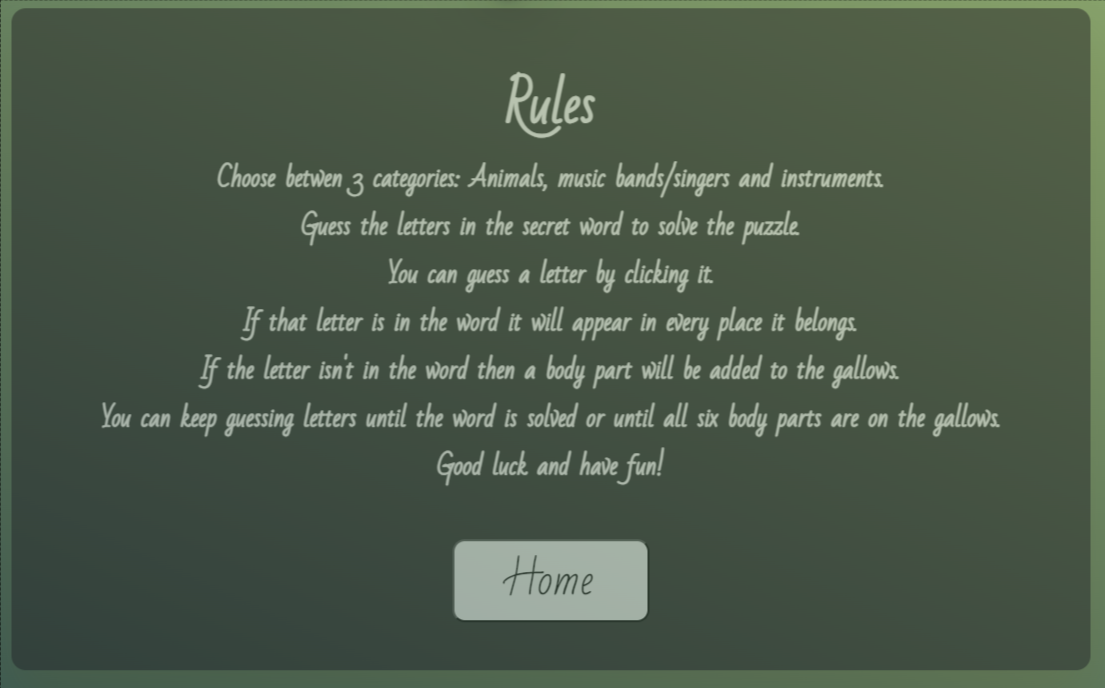 Rules
Choose betwen 3 categories: Animals, music bands/singers and instruments.
Guess the letters in the secret word to solve the puzzle.
You can guess a letter by clicking it.
If that letter is in the word it will appear in every place it belongs.
If the letter isn't in the word then a body part will be added to the gallows.
You can keep guessing letters until the word is solved or until all six body parts are on the gallows.
Good luck and have fun!
Home